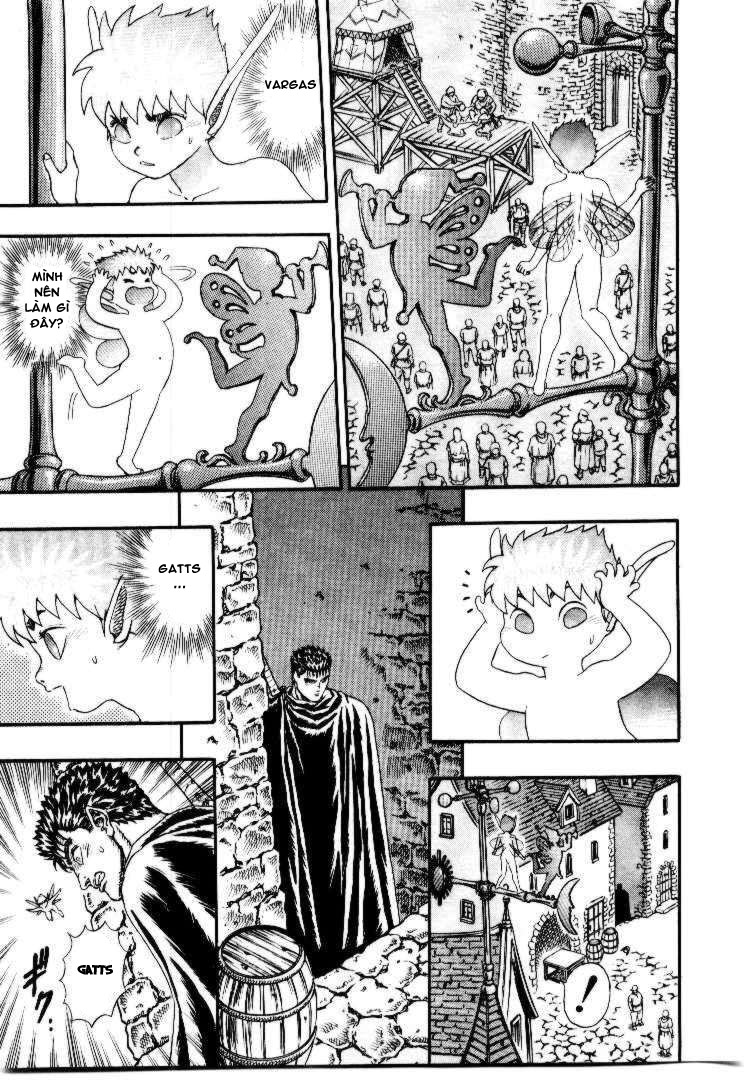 VARGAS
MÌNH
NÊN
LÀM GÌ
ĐÂY?
!
GATTS
...
GATTS
ギク